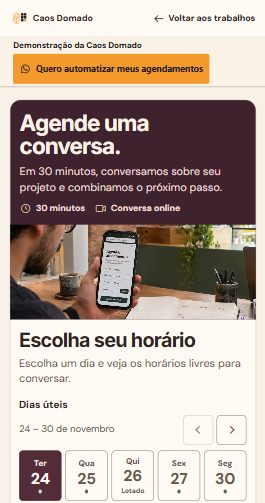 Caos Domado
← Voltar aos trabalhos
Demonstração da Caos Domado
Quero automatizar meus agendamentos
Agende uma
conversa.
Em 30 minutos, conversamos sobre seu
projeto e combinamos o próximo passo.
30 minutos
Conversa online
Escolha seu horário
Escolha um dia e veja os horários livres para
conversar.
Dias úteis
24 – 30 de novembro
Ter
24
Qua
25
Qui
26
Lotado
Sex
27
Seg
30